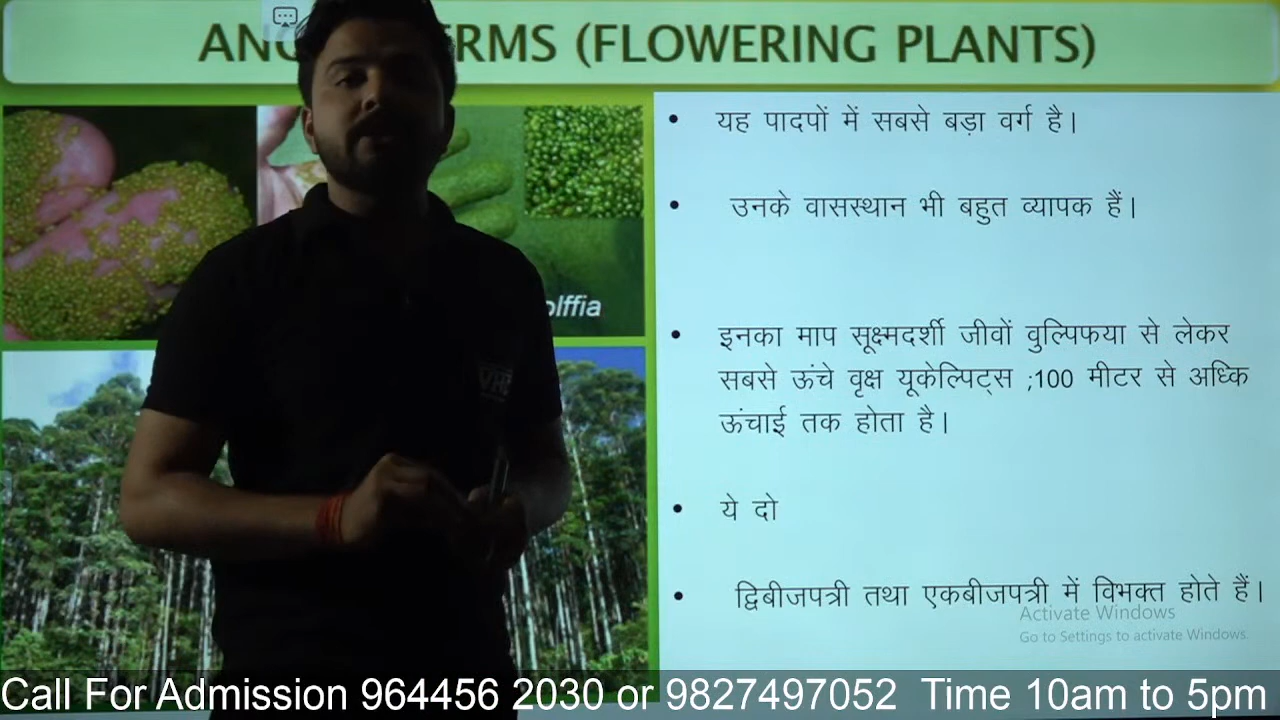 ANG ERMS (FLOWERING PLANTS)
• यह पादपों में सबसे बड़ा वर्ग है।
• उनके वासस्थान भी बहुत व्यापक हैं।
olffia
• इनका माप सूक्ष्मदर्शी जीवों वुल्पिफया से लेकर
सबसे ऊंचे वृक्ष यूकेल्पिट्स ;100 मीटर से अध्कि
ऊंचाई तक होता है।
• ये दो
• द्विबीजपत्री तथा एकबीजपत्री में विभक्त होते हैं।
Activate Windows
Go to Settings to activate Windows.
Call For Admission 964456 2030 or 9827497052 Time 10am to 5pm